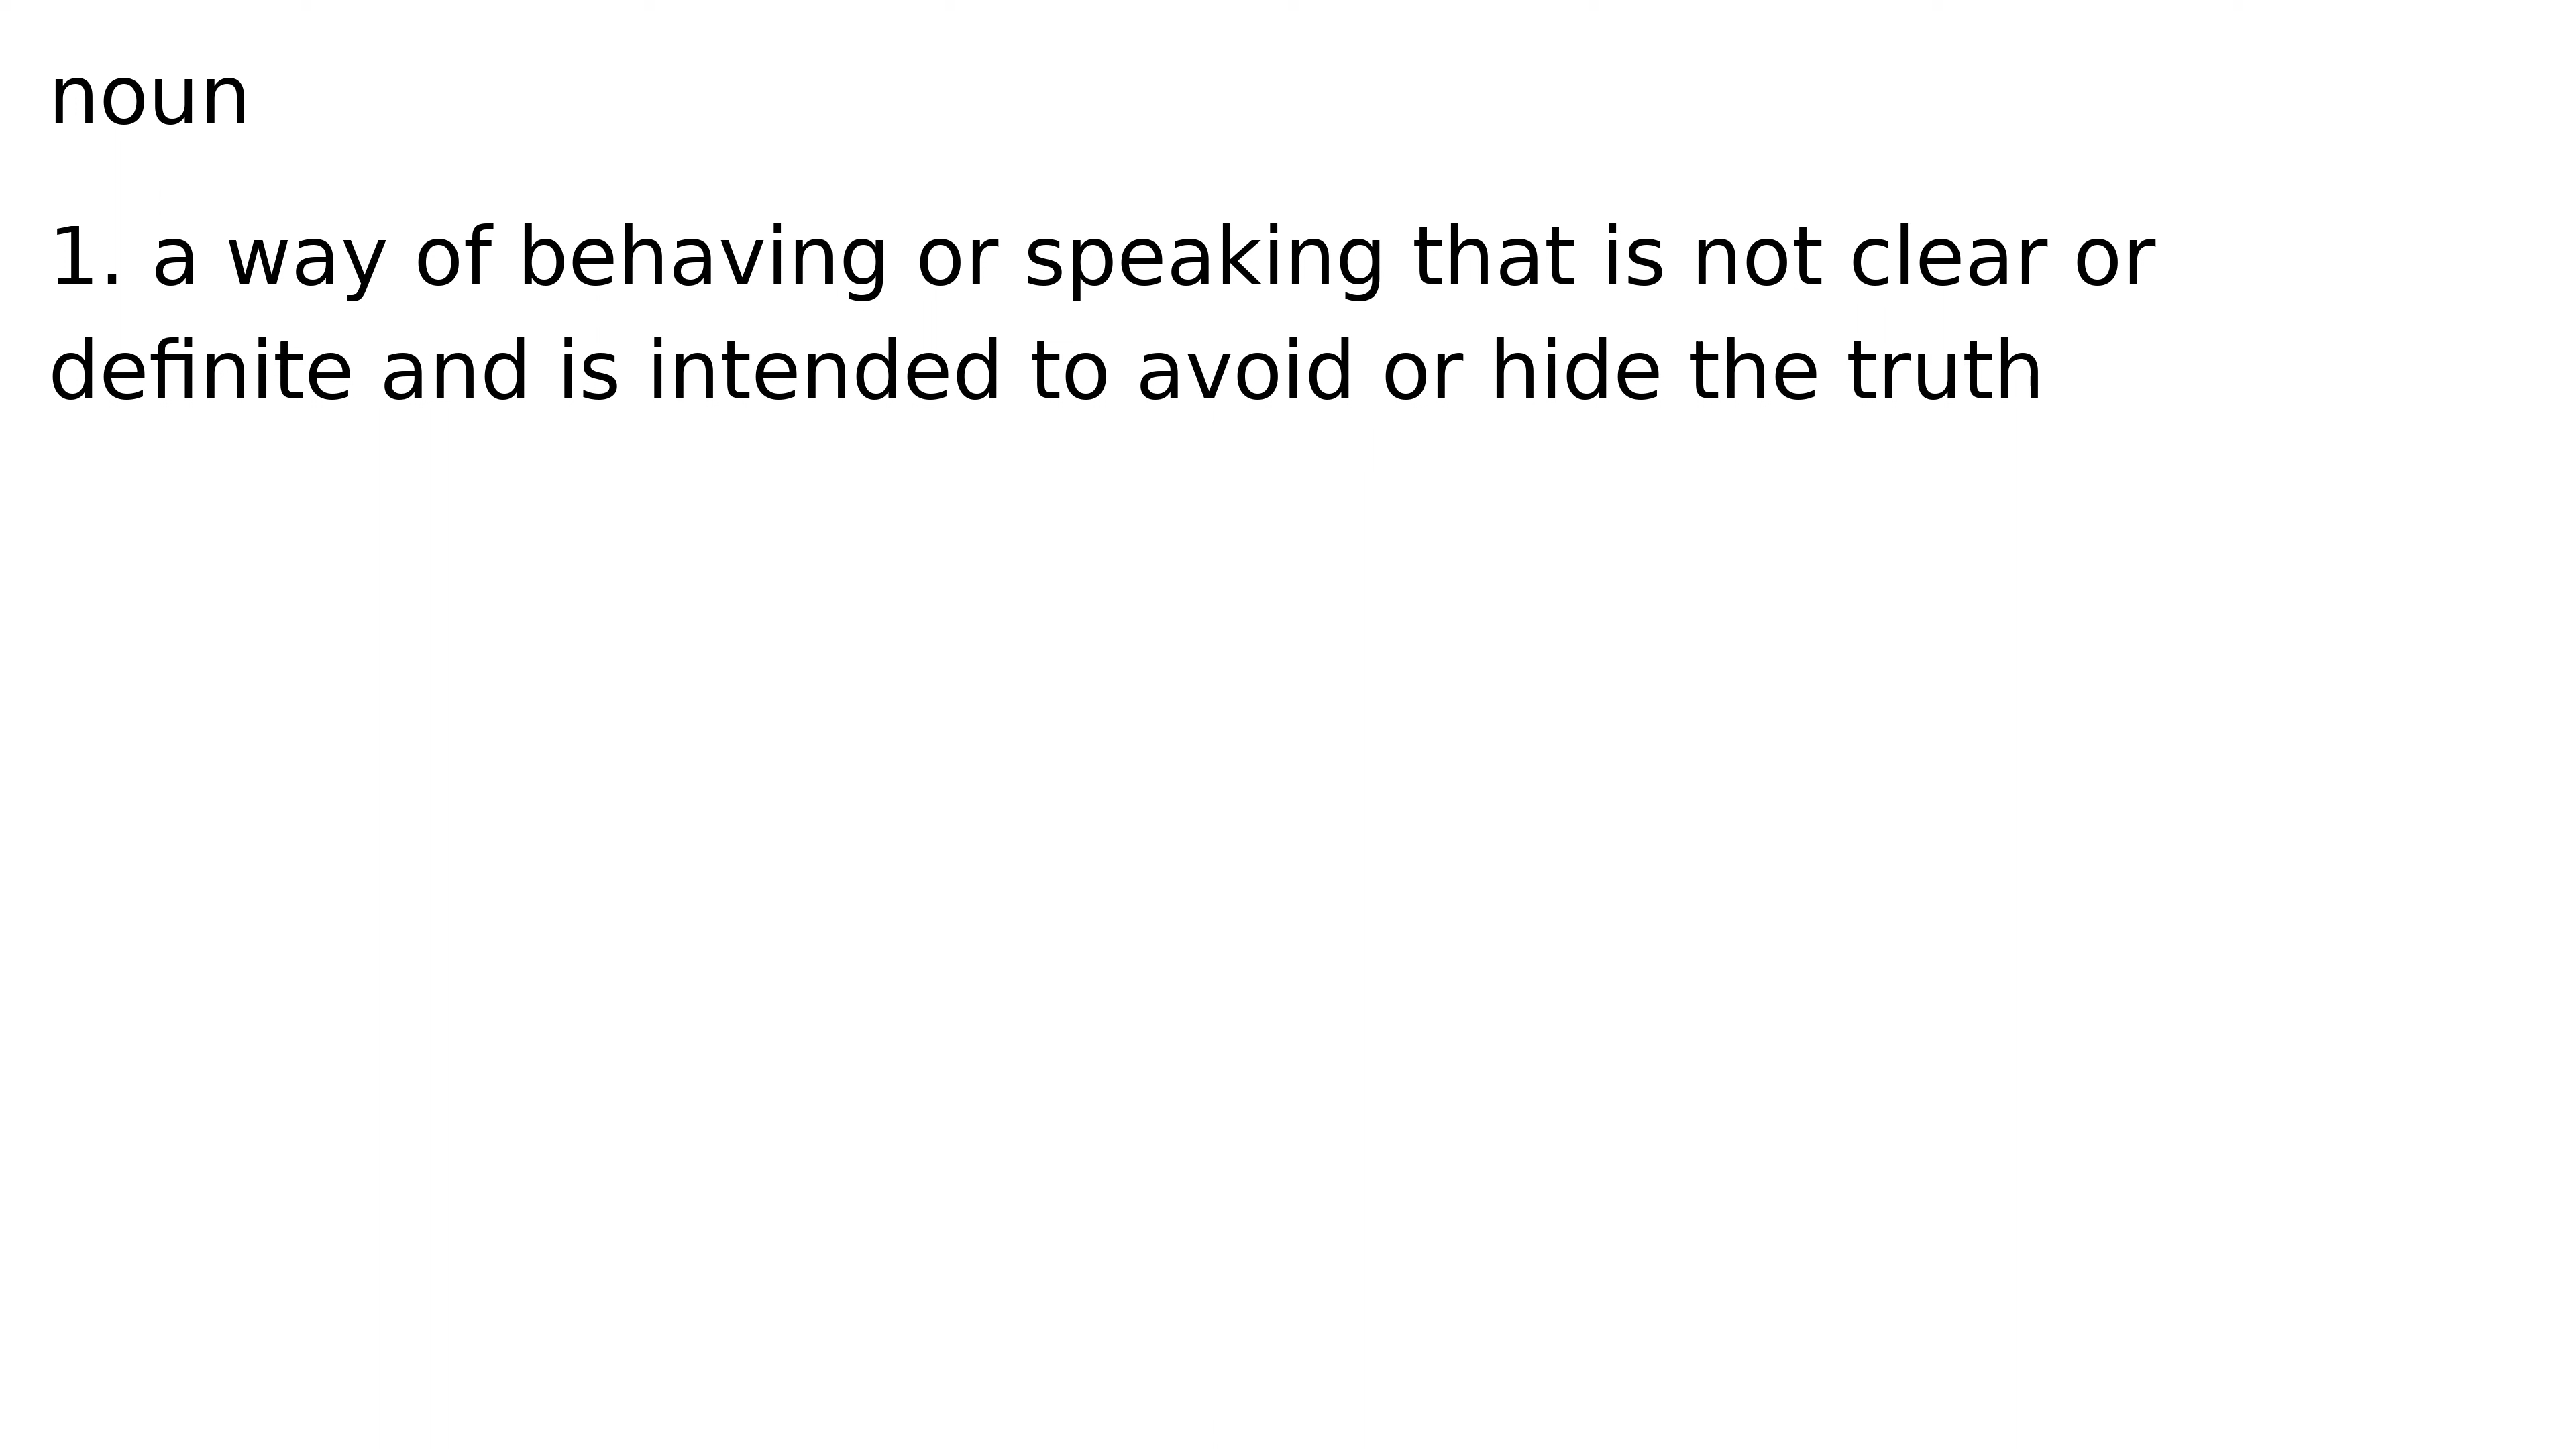 noun
1. a way of behaving or speaking that is not clear or
definite and is intended to avoid or hide the truth